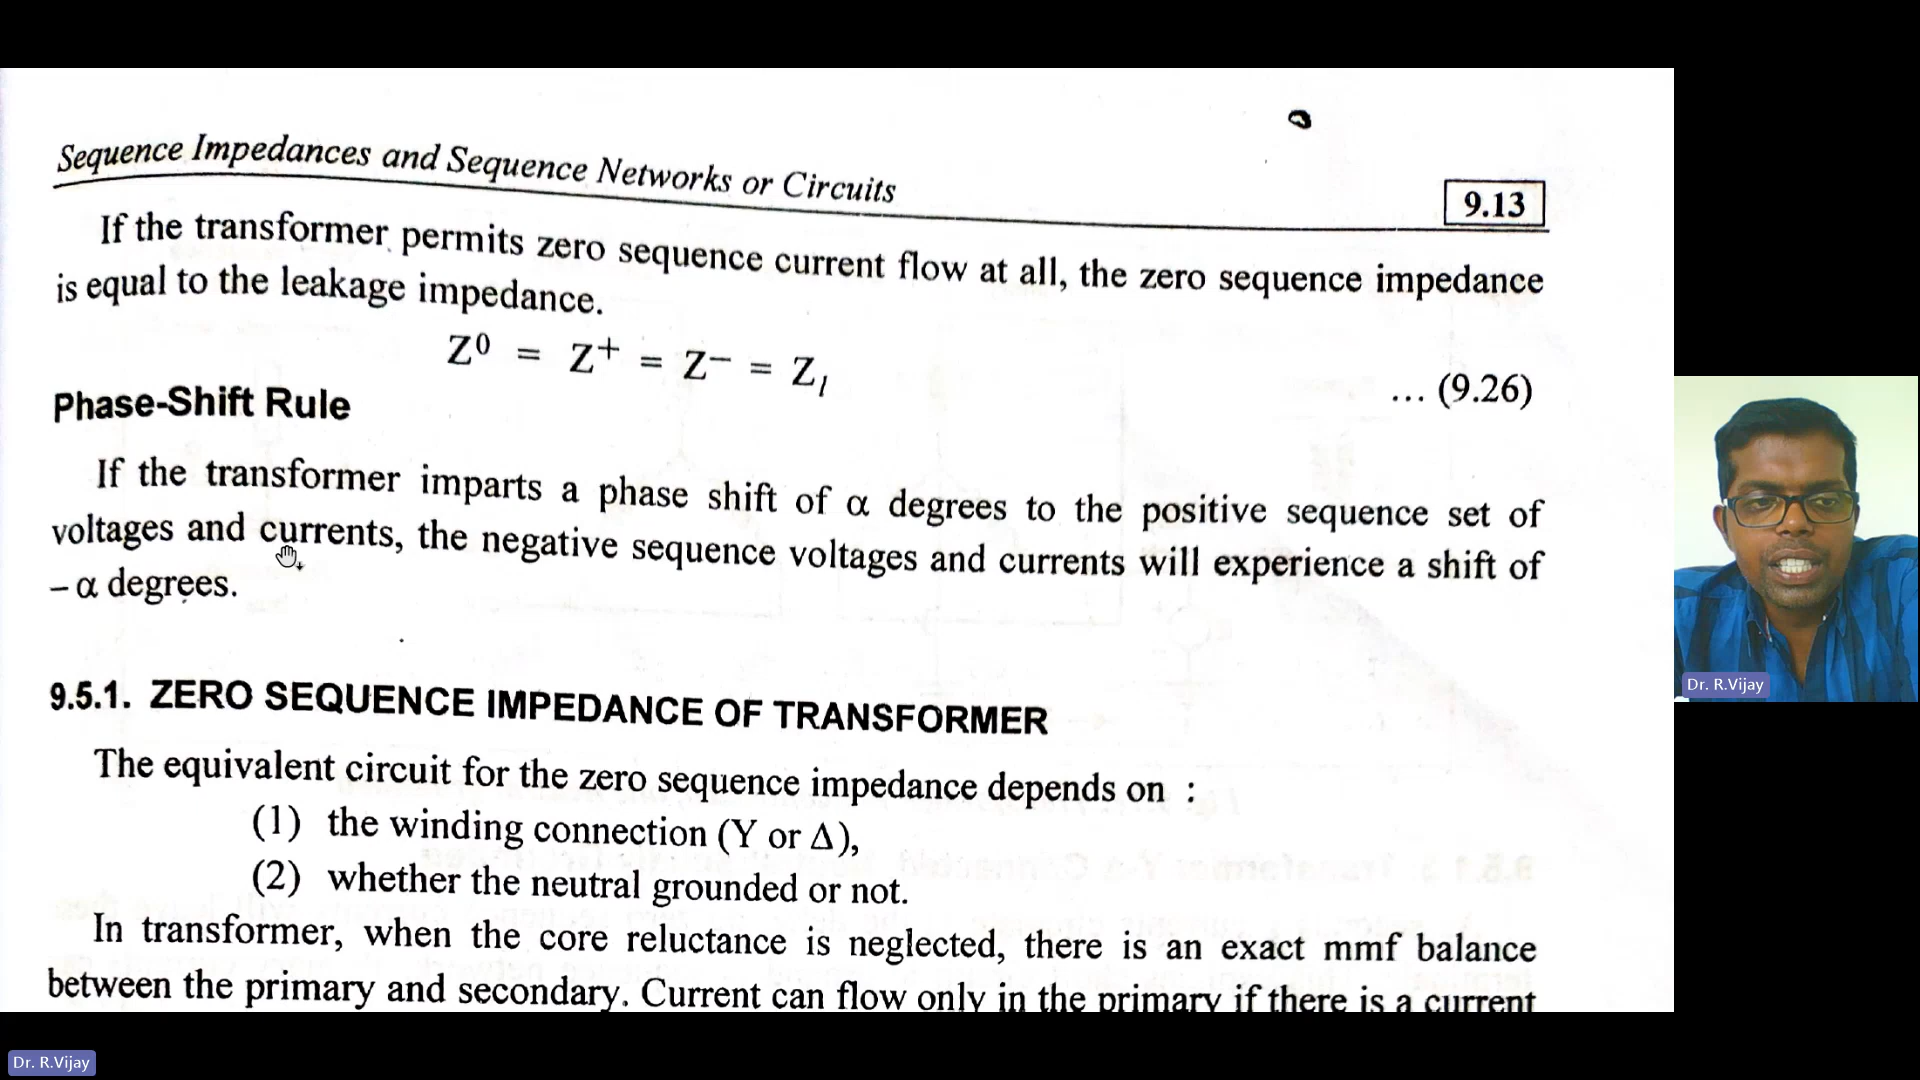 Sequence Impedances and Sequence Networks or Circuits
9.13
If the transformer permits zero sequence current flow at all, the zero sequence impedance
is equal to the leakage impedance.
Z⁰ = Z⁺ = Z⁻ = Zₗ
... (9.26)
Phase-Shift Rule
If the transformer imparts a phase shift of α degrees to the positive sequence set of
voltages and currents, the negative sequence voltages and currents will experience a shift of
– α degrees.
9.5.1. ZERO SEQUENCE IMPEDANCE OF TRANSFORMER
The equivalent circuit for the zero sequence impedance depends on :
(1) the winding connection (Y or Δ),
(2) whether the neutral grounded or not.
In transformer, when the core reluctance is neglected, there is an exact mmf balance
between the primary and secondary. Current can flow only in the primary if there is a current
Dr. R.Vijay
Dr. R.Vijay